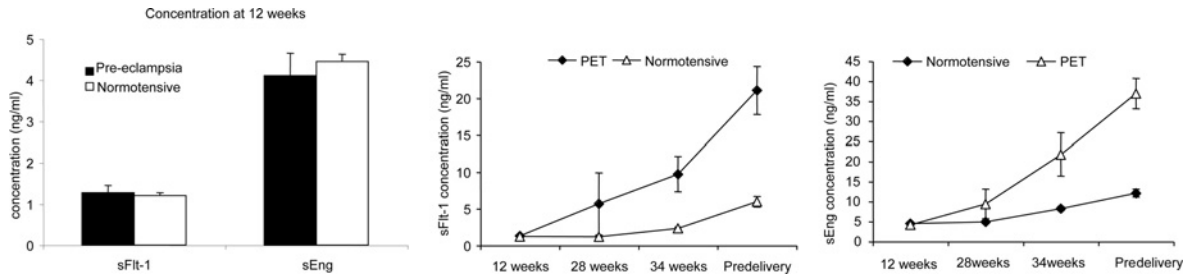 Concentration at 12 weeks
concentration (ng/ml)
5
4
3
2
1
0
Pre-eclampsia
Normotensive
sFlt-1
sEng
PET
Normotensive
sFlt-1 concentration (ng/ml)
25
20
15
10
5
0
12 weeks
28 weeks
34 weeks
Predelivery
Normotensive
PET
sEng concentration (ng/ml)
45
40
35
30
25
20
15
10
5
0
12 weeks
28weeks
34weeks
Predelivery